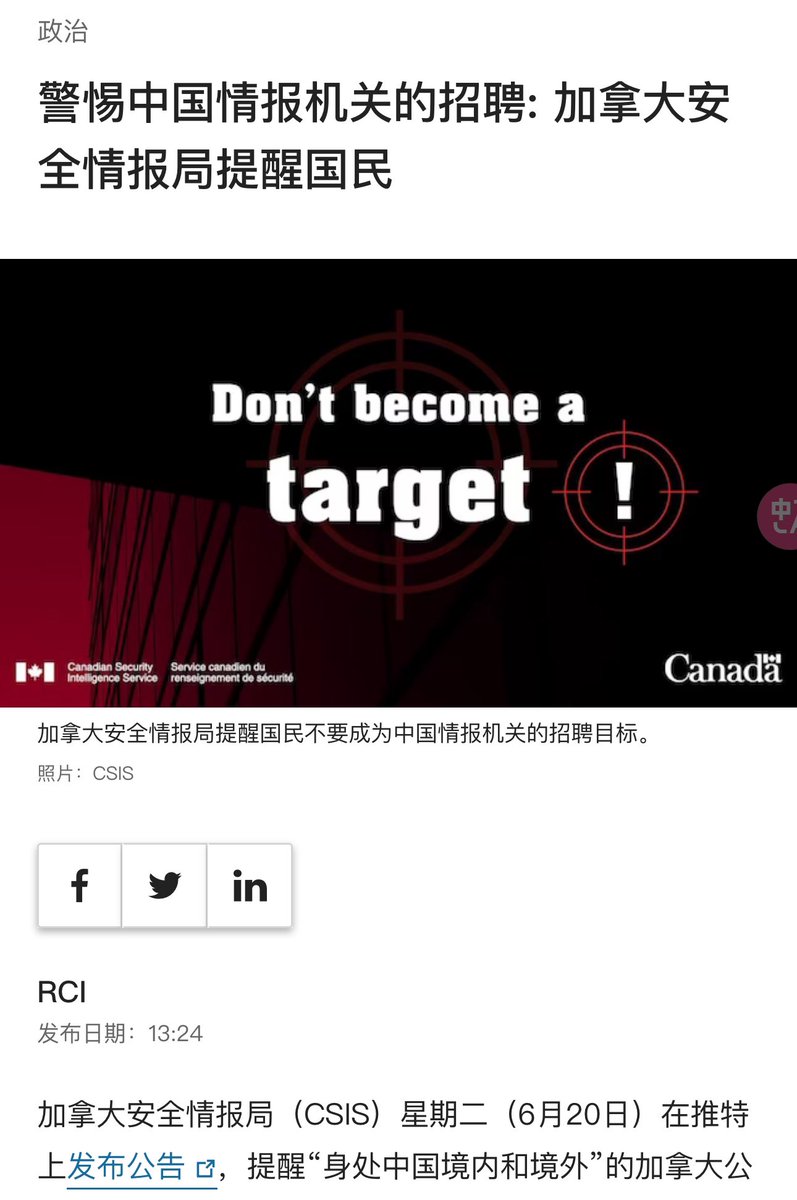 政治
警惕中国情报机关的招聘: 加拿大安
全情报局提醒国民
Don't become a
target !
Canadian Security
Intelligence Service
Service canadien du
renseignement de sécurité
Canada
中
加拿大安全情报局提醒国民不要成为中国情报机关的招聘目标。
照片：CSIS
RCI
发布日期：13:24
加拿大安全情报局（CSIS）星期二（6月20日）在推特
上发布公告，提醒“身处中国境内和境外”的加拿大公